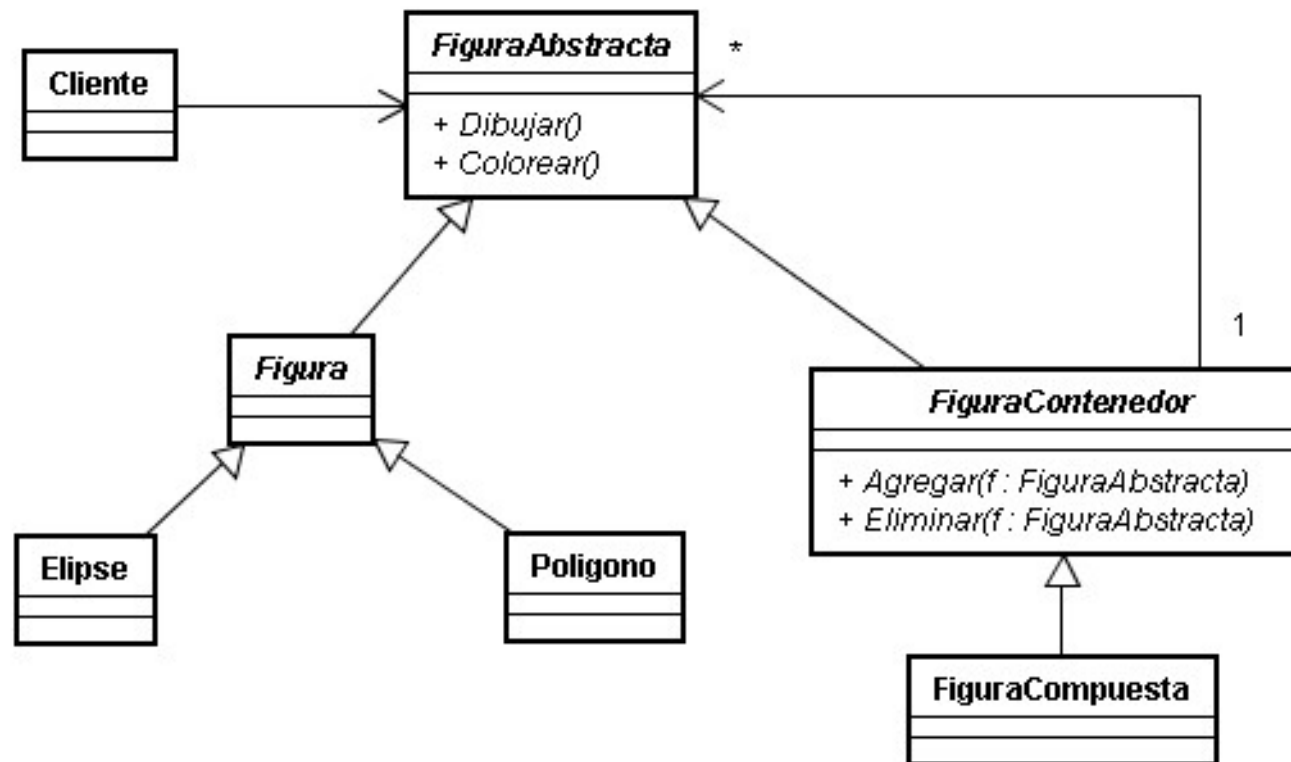 Cliente
FiguraAbstracta
+ Dibujar()
+ Colorear()
*
1
Figura
FiguraContenedor
+ Agregar(f : FiguraAbstracta)
+ Eliminar(f : FiguraAbstracta)
Elipse
Poligono
FiguraCompuesta